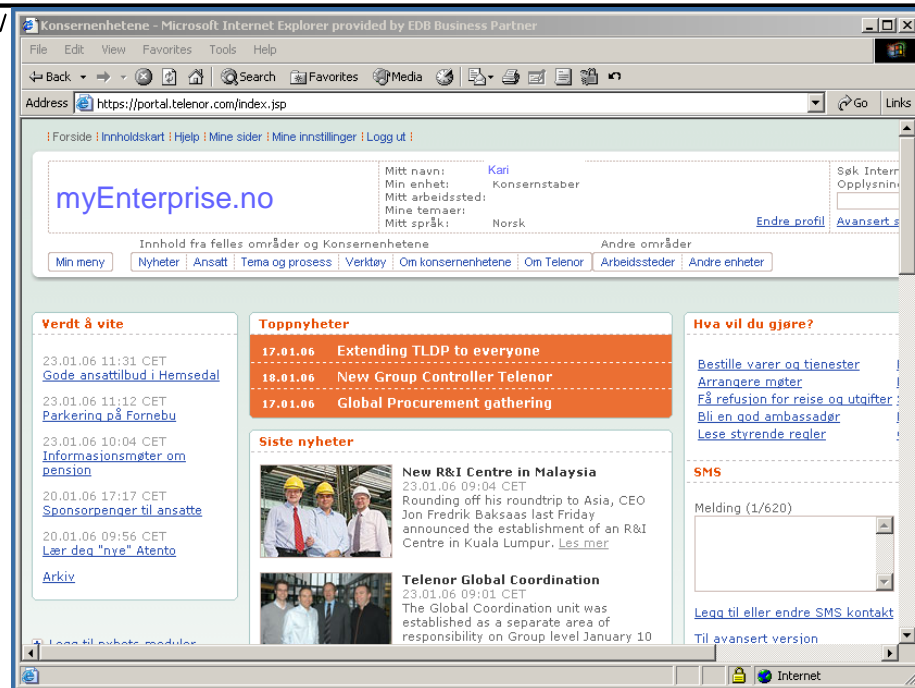 Konsernenhetene - Microsoft Internet Explorer provided by EDB Business Partner
File Edit View Favorites Tools Help
Back Search Favorites Media
Address https://portal.telenor.com/index.jsp Go Links
Forside Innholdskart Hjelp Mine sider Mine innstillinger Logg ut
myEnterprise.no
Mitt navn: Kari
Min enhet: Konsernstaber
Mitt arbeidssted:
Mine temaer:
Mitt språk: Norsk
Endre profil
Søk Intern
Opplysnin
Avansert s
Innhold fra felles områder og Konsernenhetene Andre områder
Min meny Nyheter Ansatt Tema og prosess Verktøy Om konsernenhetene Om Telenor Arbeidssteder Andre enheter
Verdt å vite
23.01.06 11:31 CET
Gode ansattilbud i Hemsedal
23.01.06 11:12 CET
Parkering på Fornebu
23.01.06 10:04 CET
Informasjonsmøter om
pensjon
20.01.06 17:17 CET
Sponsorpenger til ansatte
20.01.06 09:56 CET
Lær deg "nye" Atento
Arkiv
Legg til nyhets-moduler
Toppnyheter
17.01.06 Extending TLDP to everyone
18.01.06 New Group Controller Telenor
17.01.06 Global Procurement gathering
Siste nyheter
New R&I Centre in Malaysia
23.01.06 09:04 CET
Rounding off his roundtrip to Asia, CEO
Jon Fredrik Baksaas last Friday
announced the establishment of an R&I
Centre in Kuala Lumpur. Les mer
Telenor Global Coordination
23.01.06 09:01 CET
The Global Coordination unit was
established as a separate area of
responsibility on Group level January 10
Hva vil du gjøre?
Bestille varer og tjenester
Arrangere møter
Få refusjon for reise og utgifter
Bli en god ambassadør
Lese styrende regler
SMS
Melding (1/620)
Legg til eller endre SMS kontakt
Til avansert versjon
Internet